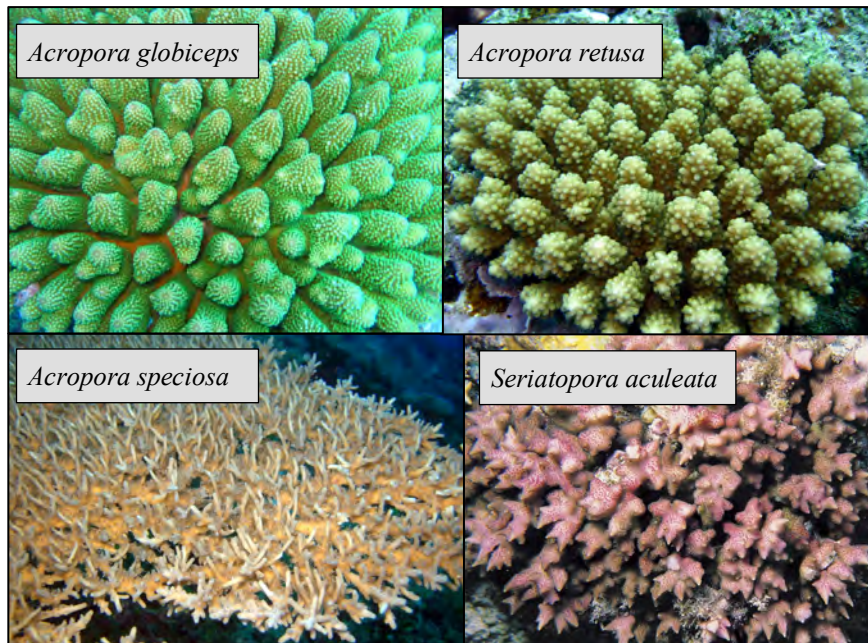 Acropora globiceps
Acropora retusa
Acropora speciosa
Seriatopora aculeata